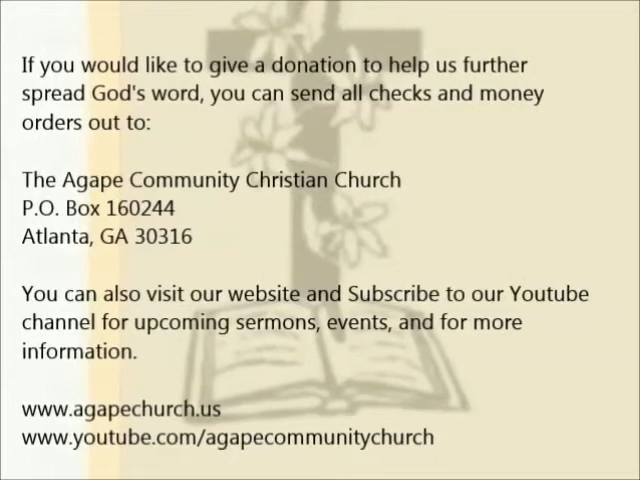 If you would like to give a donation to help us further
spread God's word, you can send all checks and money
orders out to:
The Agape Community Christian Church
P.O. Box 160244
Atlanta, GA 30316
You can also visit our website and Subscribe to our Youtube
channel for upcoming sermons, events, and for more
information.
www.agapechurch.us
www.youtube.com/agapecommunitychurch